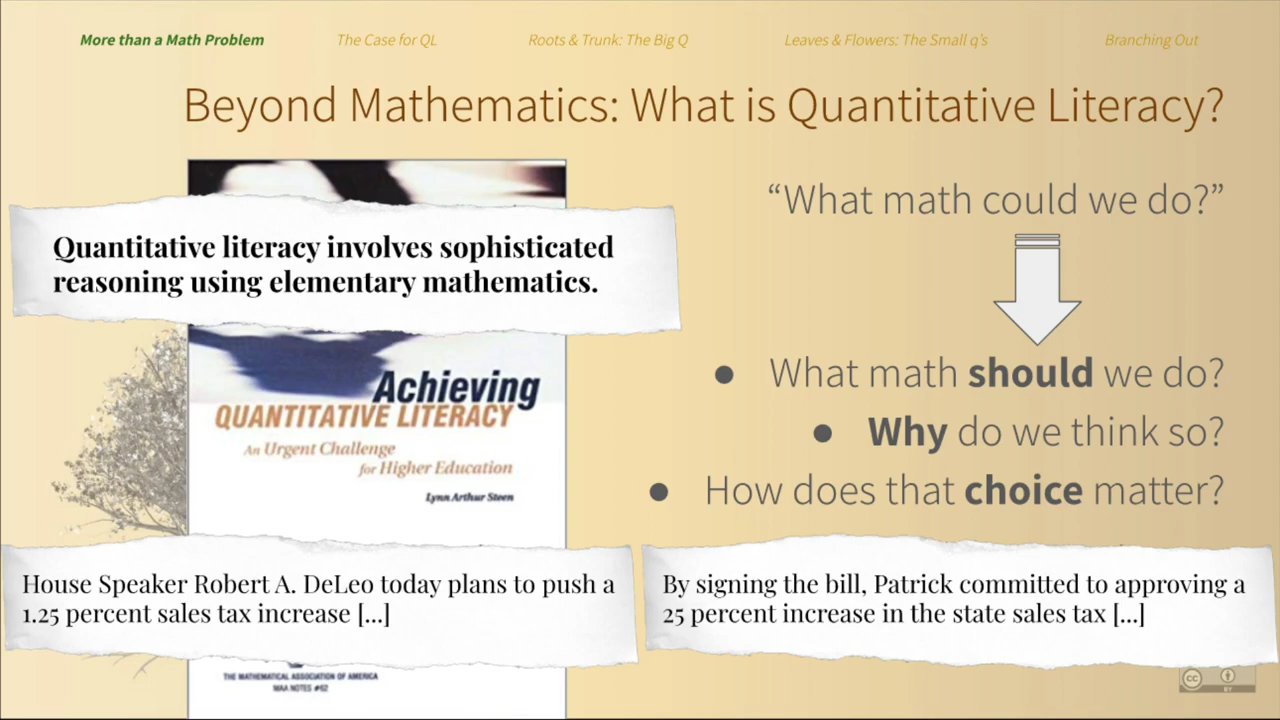 More than a Math Problem
The Case for QL
Roots & Trunk: The Big Q
Leaves & Flowers: The Small q's
Branching Out
Beyond Mathematics: What is Quantitative Literacy?
Quantitative literacy involves sophisticated
reasoning using elementary mathematics.
Achieving
QUANTITATIVE LITERACY
An Urgent Challenge
for Higher Education
Lynn Arthur Steen
“What math could we do?”
● What math should we do?
● Why do we think so?
● How does that choice matter?
House Speaker Robert A. DeLeo today plans to push a
1.25 percent sales tax increase [...]
By signing the bill, Patrick committed to approving a
25 percent increase in the state sales tax [...]
THE MATHEMATICAL ASSOCIATION OF AMERICA
MAA NOTES #62
cc
BY